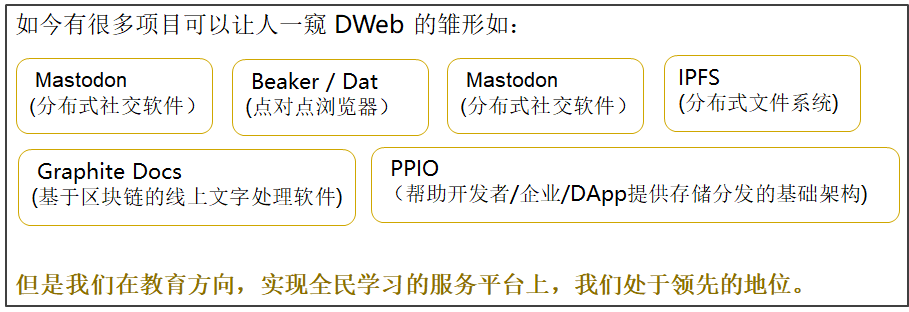 如今有很多项目可以让人一窥 DWeb 的雏形如：
Mastodon
(分布式社交软件）
Beaker / Dat
(点对点浏览器）
Mastodon
(分布式社交软件）
IPFS
(分布式文件系统)
Graphite Docs
(基于区块链的线上文字处理软件)
PPIO
（帮助开发者/企业/DApp提供存储分发的基础架构)
但是我们在教育方向，实现全民学习的服务平台上，我们处于领先的地位。